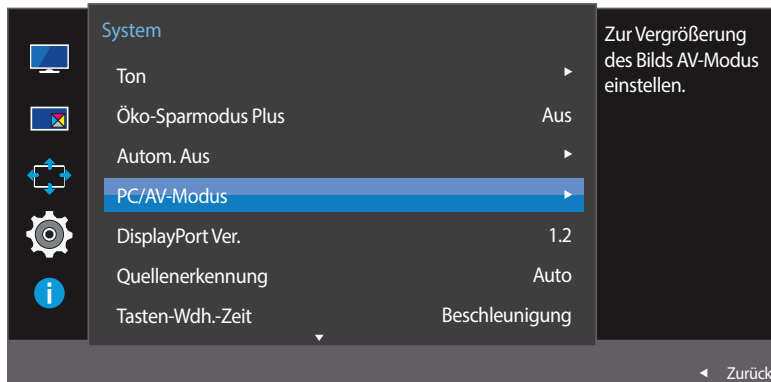 System
Ton
Öko-Sparmodus Plus Aus
Autom. Aus
PC/AV-Modus
DisplayPort Ver. 1.2
Quellenerkennung Auto
Tasten-Wdh.-Zeit Beschleunigung
Zur Vergrößerung
des Bilds AV-Modus
einstellen.
Zurück